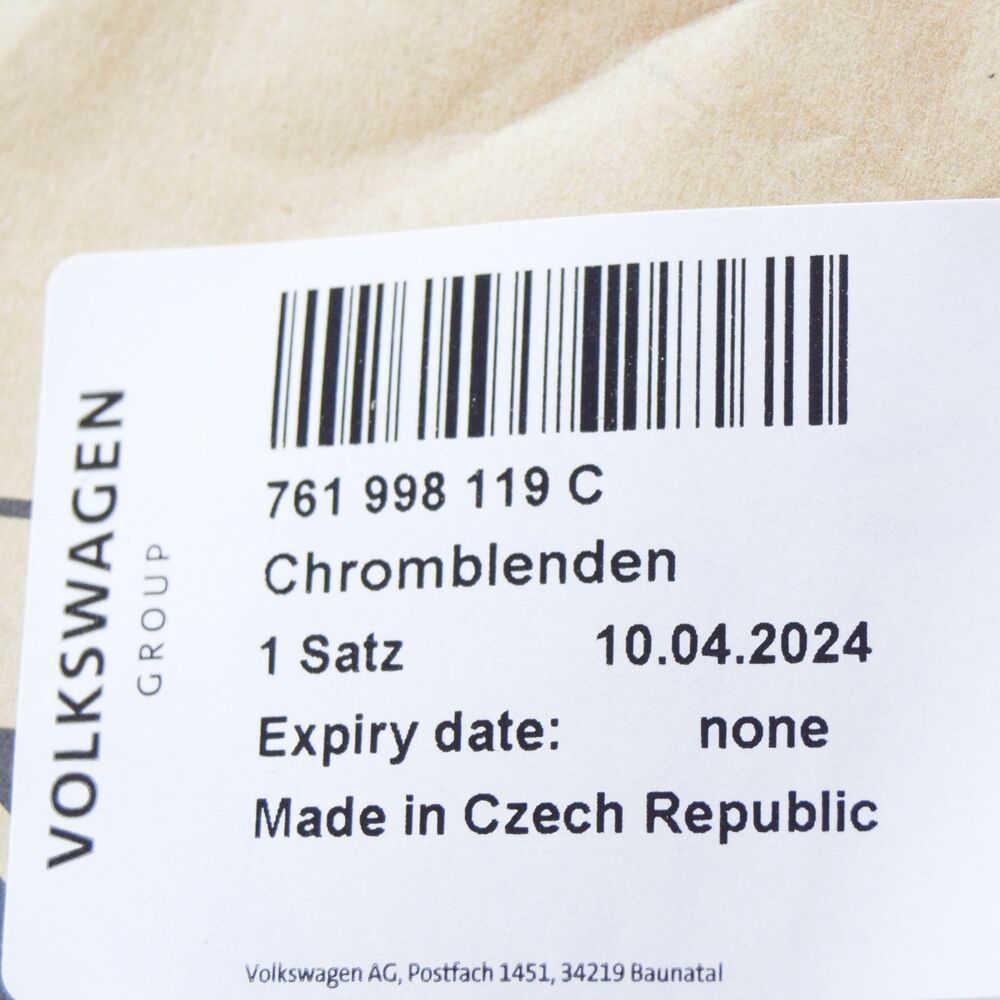 VOLKSWAGEN
GROUP
761 998 119 C
Chromblenden
1 Satz 10.04.2024
Expiry date: none
Made in Czech Republic
Volkswagen AG, Postfach 1451, 34219 Baunatal